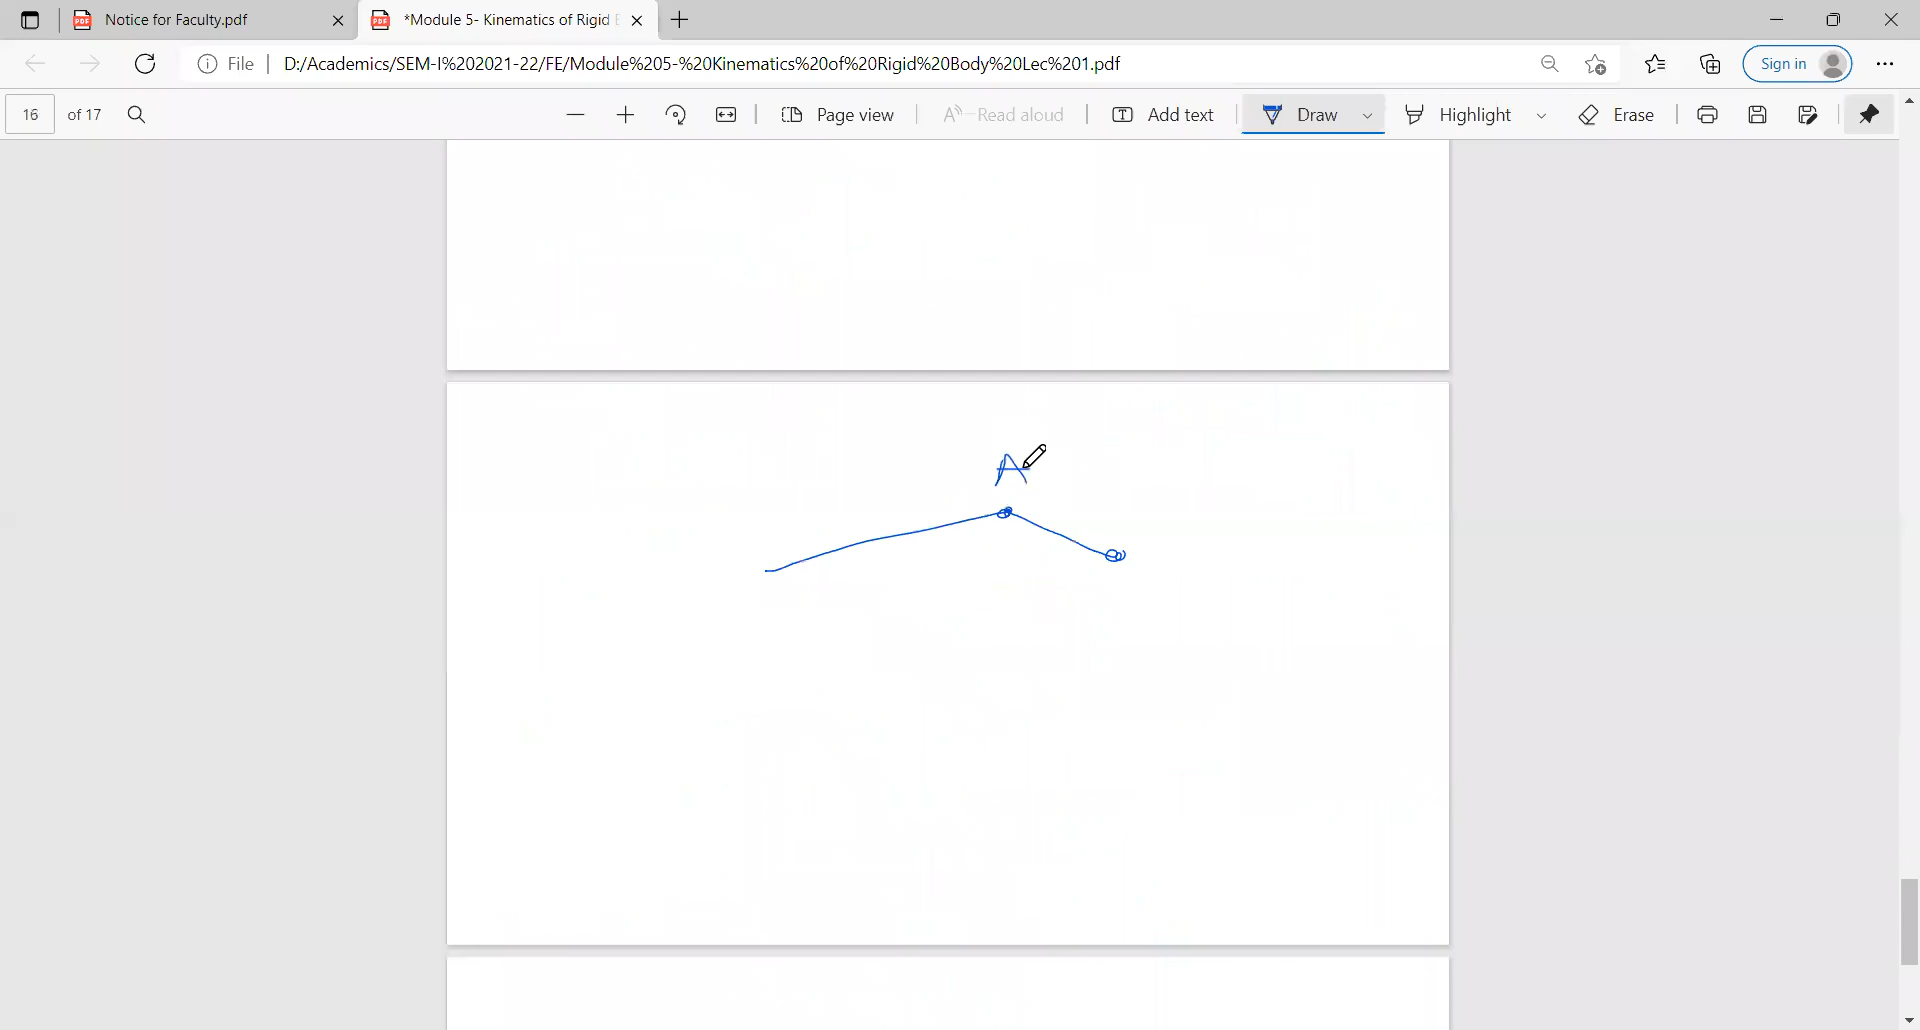 Notice for Faculty.pdf
*Module 5- Kinematics of Rigid
File
D:/Academics/SEM-I%202021-22/FE/Module%205-%20Kinematics%20of%20Rigid%20Body%20Lec%201.pdf
Sign in
16 of 17
Page view
Read aloud
Add text
Draw
Highlight
Erase
A